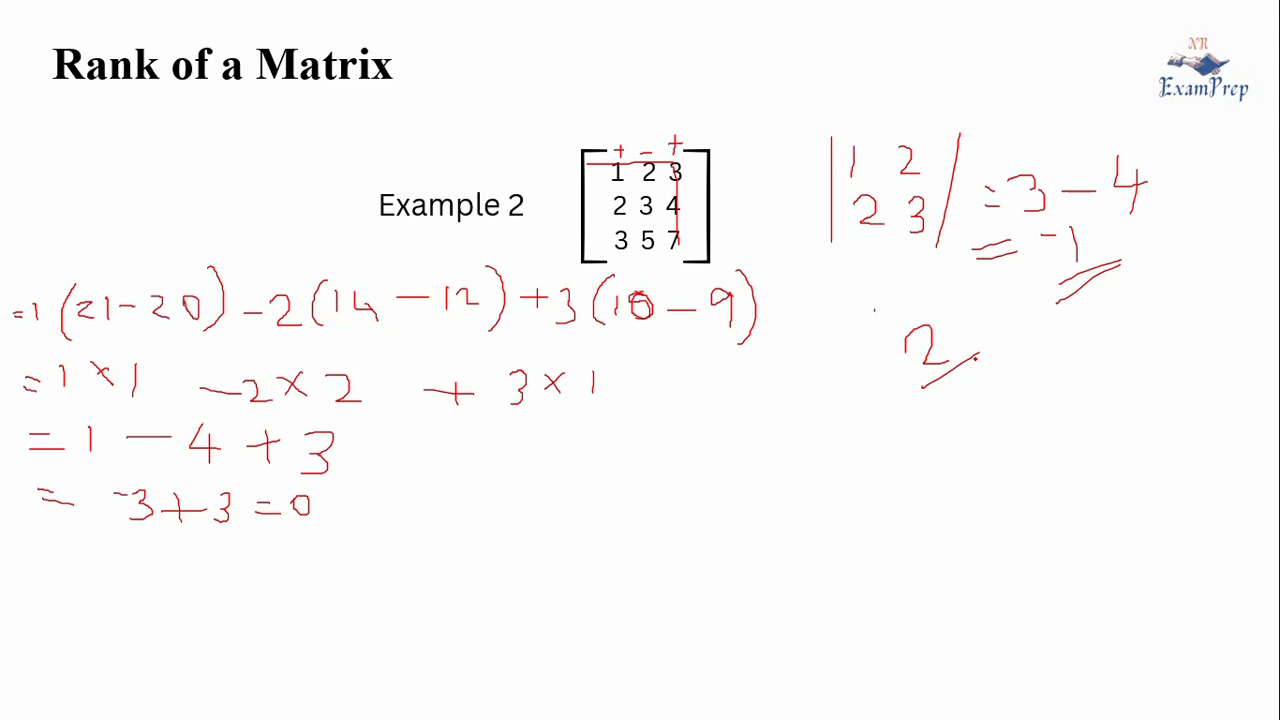 Rank of a Matrix
NR
ExamPrep
Example 2
+ - +
1 2 3
2 3 4
3 5 7
1 2
2 3
= 3 - 4
= -1
=1 (21-20) -2(14 - 12) +3(10 - 9)
= 1 × 1 -2 × 2 + 3 × 1
= 1 - 4 + 3
= -3+3 =0
2